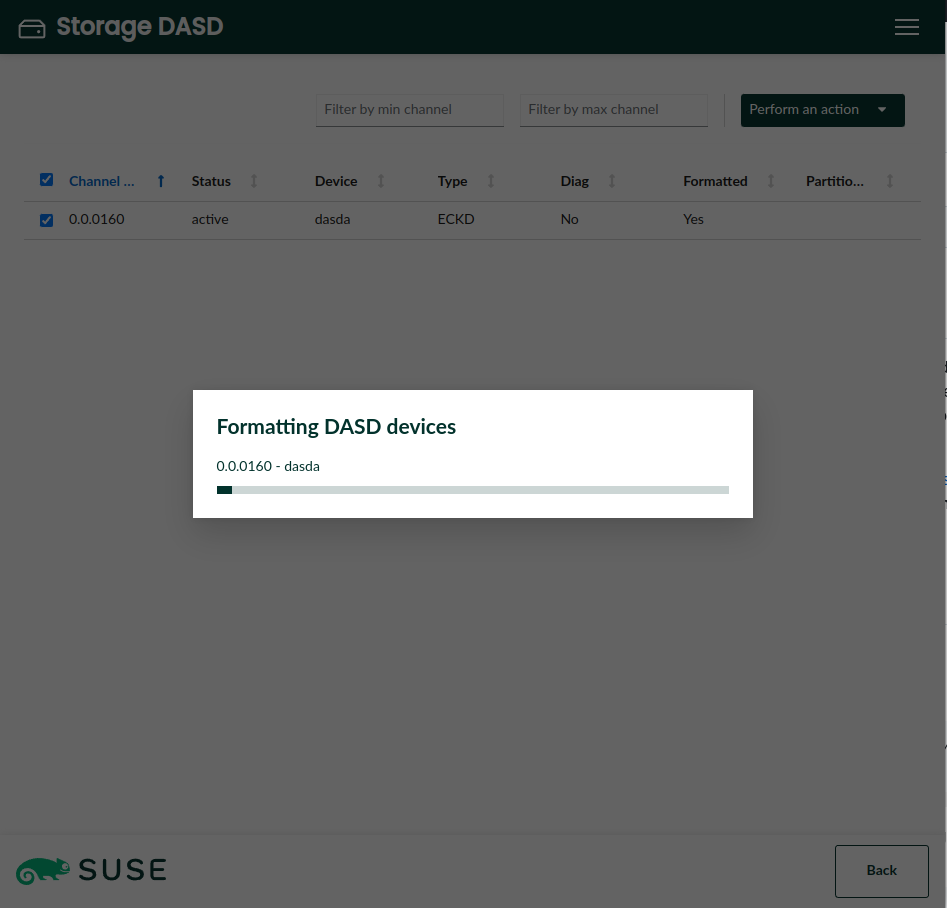 Storage DASD
Filter by min channel
Filter by max channel
Perform an action
Channel ...
Status
Device
Type
Diag
Formatted
Partitio...
0.0.0160
active
dasda
ECKD
No
Yes
Formatting DASD devices
0.0.0160 - dasda
SUSE
Back